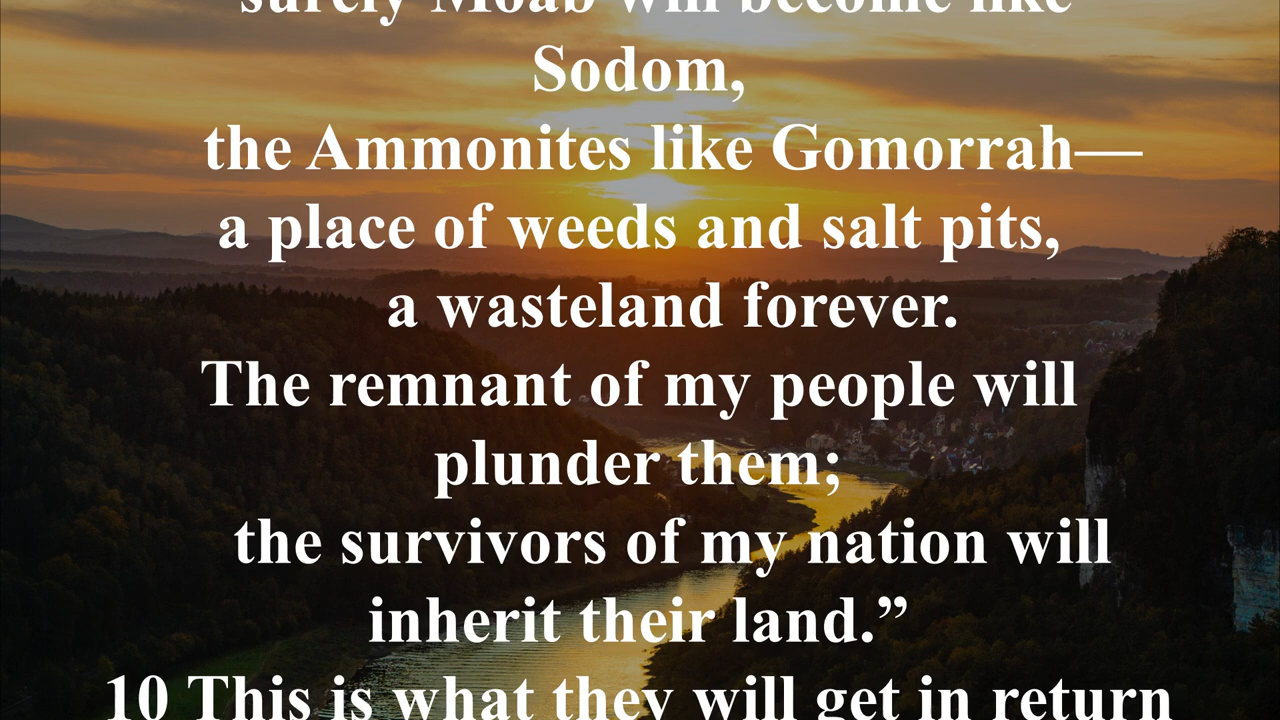 surely Moab will become like
Sodom,
the Ammonites like Gomorrah—
a place of weeds and salt pits,
a wasteland forever.
The remnant of my people will
plunder them;
the survivors of my nation will
inherit their land.”
10 This is what they will get in return